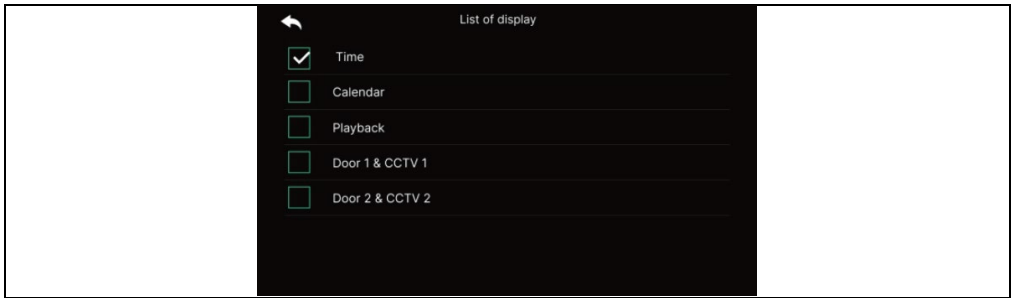 List of display
Time
Calendar
Playback
Door 1 & CCTV 1
Door 2 & CCTV 2